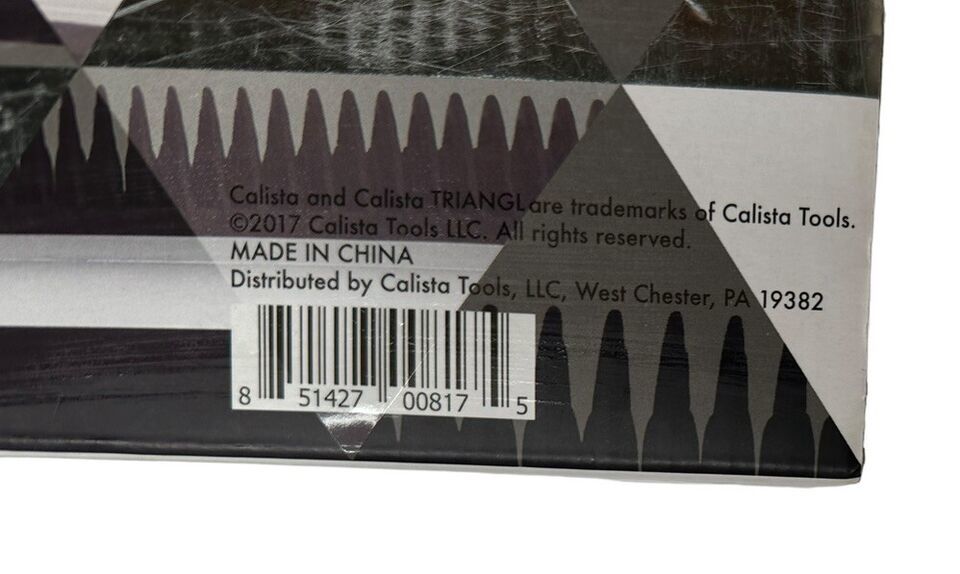 Calista and Calista TRIANGL are trademarks of Calista Tools.
©2017 Calista Tools LLC. All rights reserved.
MADE IN CHINA
Distributed by Calista Tools, LLC, West Chester, PA 19382
8 51427 00817 5